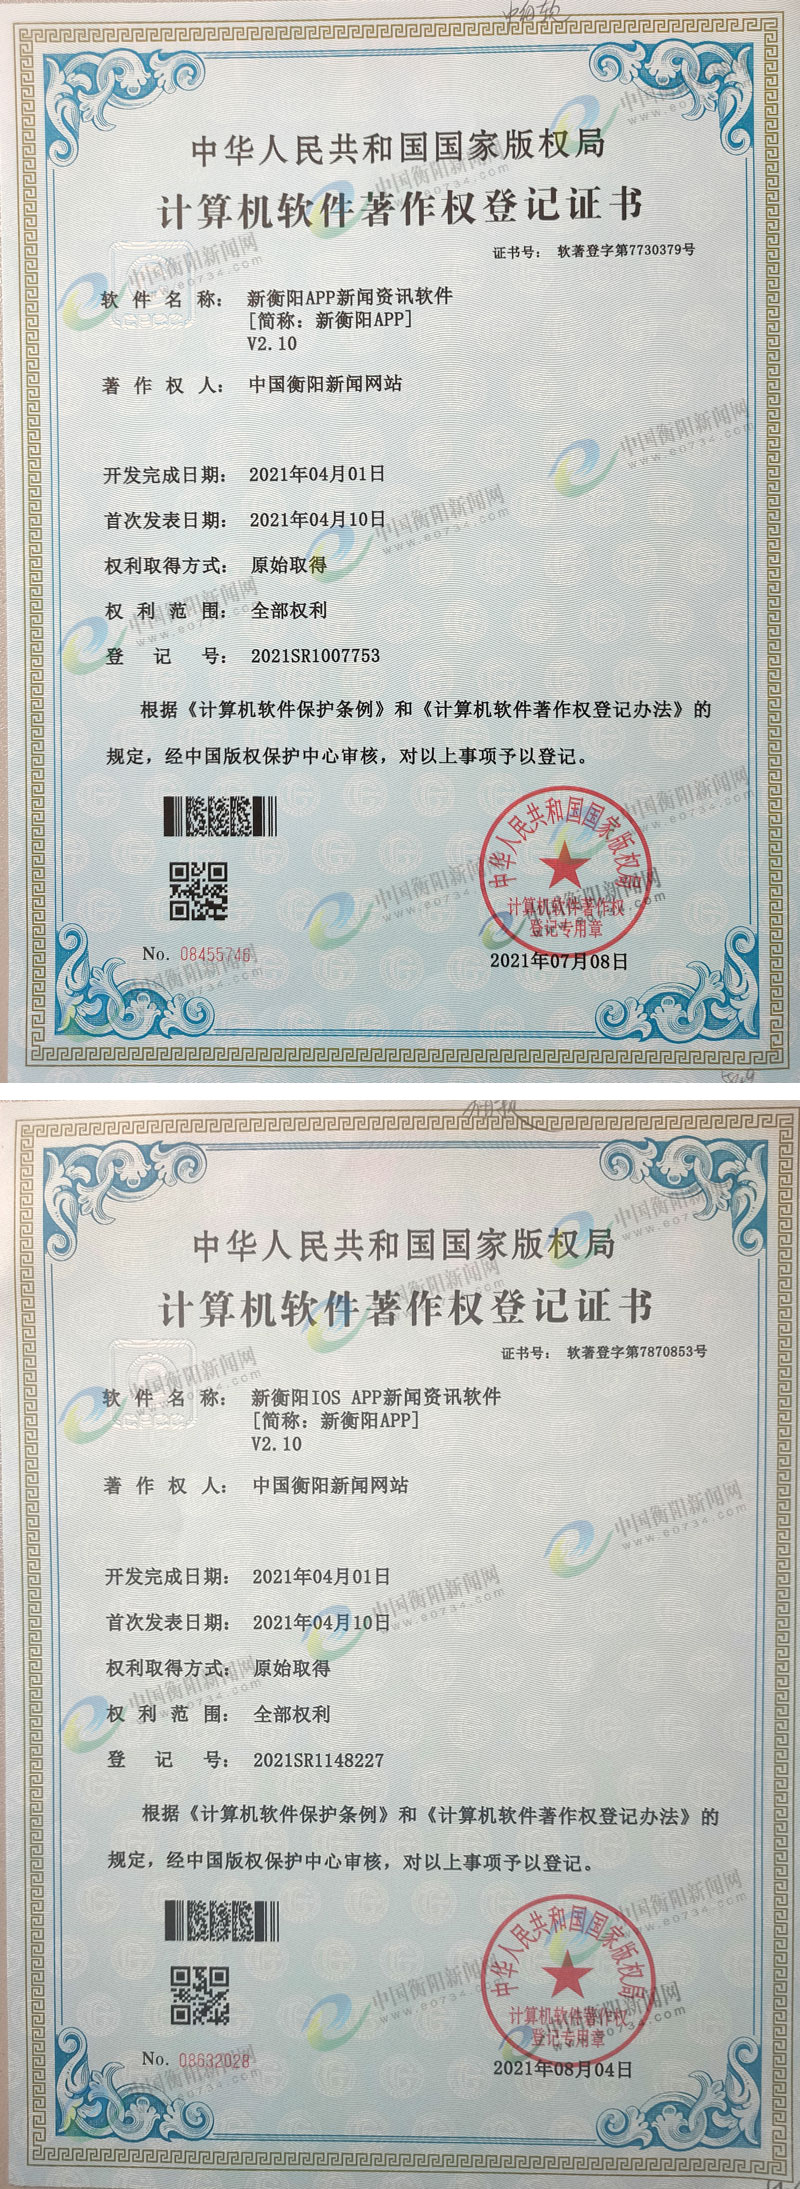 中华人民共和国国家版权局
计算机软件著作权登记证书
证书号： 软著登字第7730379号
软件名称： 新衡阳APP新闻资讯软件
[简称：新衡阳APP]
V2.10
著作权人： 中国衡阳新闻网站
开发完成日期： 2021年04月01日
首次发表日期： 2021年04月10日
权利取得方式： 原始取得
权利范围： 全部权利
登记号： 2021SR1007753
根据《计算机软件保护条例》和《计算机软件著作权登记办法》的
规定，经中国版权保护中心审核，对以上事项予以登记。
中华人民共和国国家版权局
计算机软件著作权
登记专用章
No. 08455746
2021年07月08日
中国衡阳新闻网
www.e0734.com
中华人民共和国国家版权局
计算机软件著作权登记证书
证书号： 软著登字第7870853号
软件名称： 新衡阳IOS APP新闻资讯软件
[简称：新衡阳APP]
V2.10
著作权人： 中国衡阳新闻网站
开发完成日期： 2021年04月01日
首次发表日期： 2021年04月10日
权利取得方式： 原始取得
权利范围： 全部权利
登记号： 2021SR1148227
根据《计算机软件保护条例》和《计算机软件著作权登记办法》的
规定，经中国版权保护中心审核，对以上事项予以登记。
中华人民共和国国家版权局
计算机软件著作权
登记专用章
No. 08632028
2021年08月04日
中国衡阳新闻网
www.e0734.com